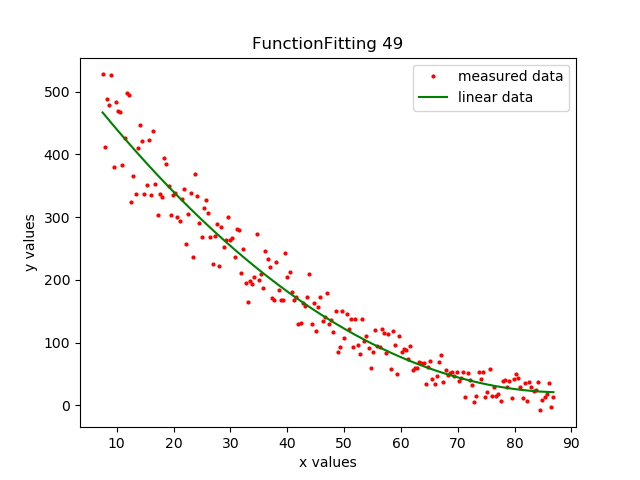 FunctionFitting 49
measured data
linear data
y values
500
400
300
200
100
0
10 20 30 40 50 60 70 80 90
x values